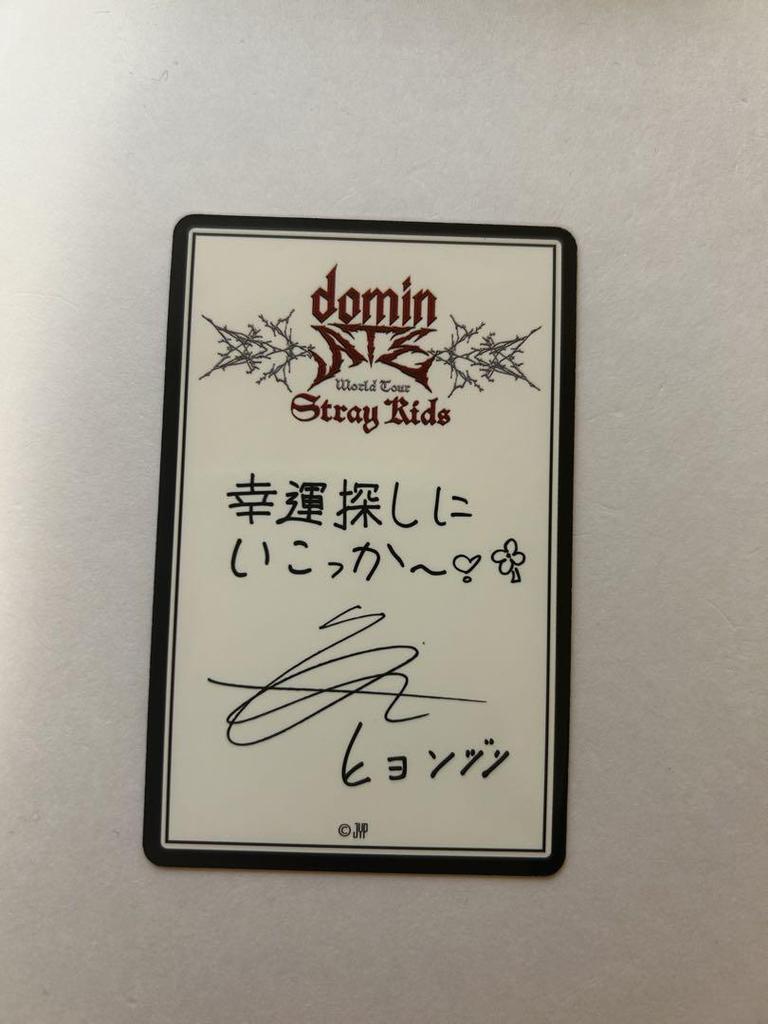 domin
ATE
World Tour
Stray Kids
幸運探しに
いこっか〜
ヒョンジン
© JYP